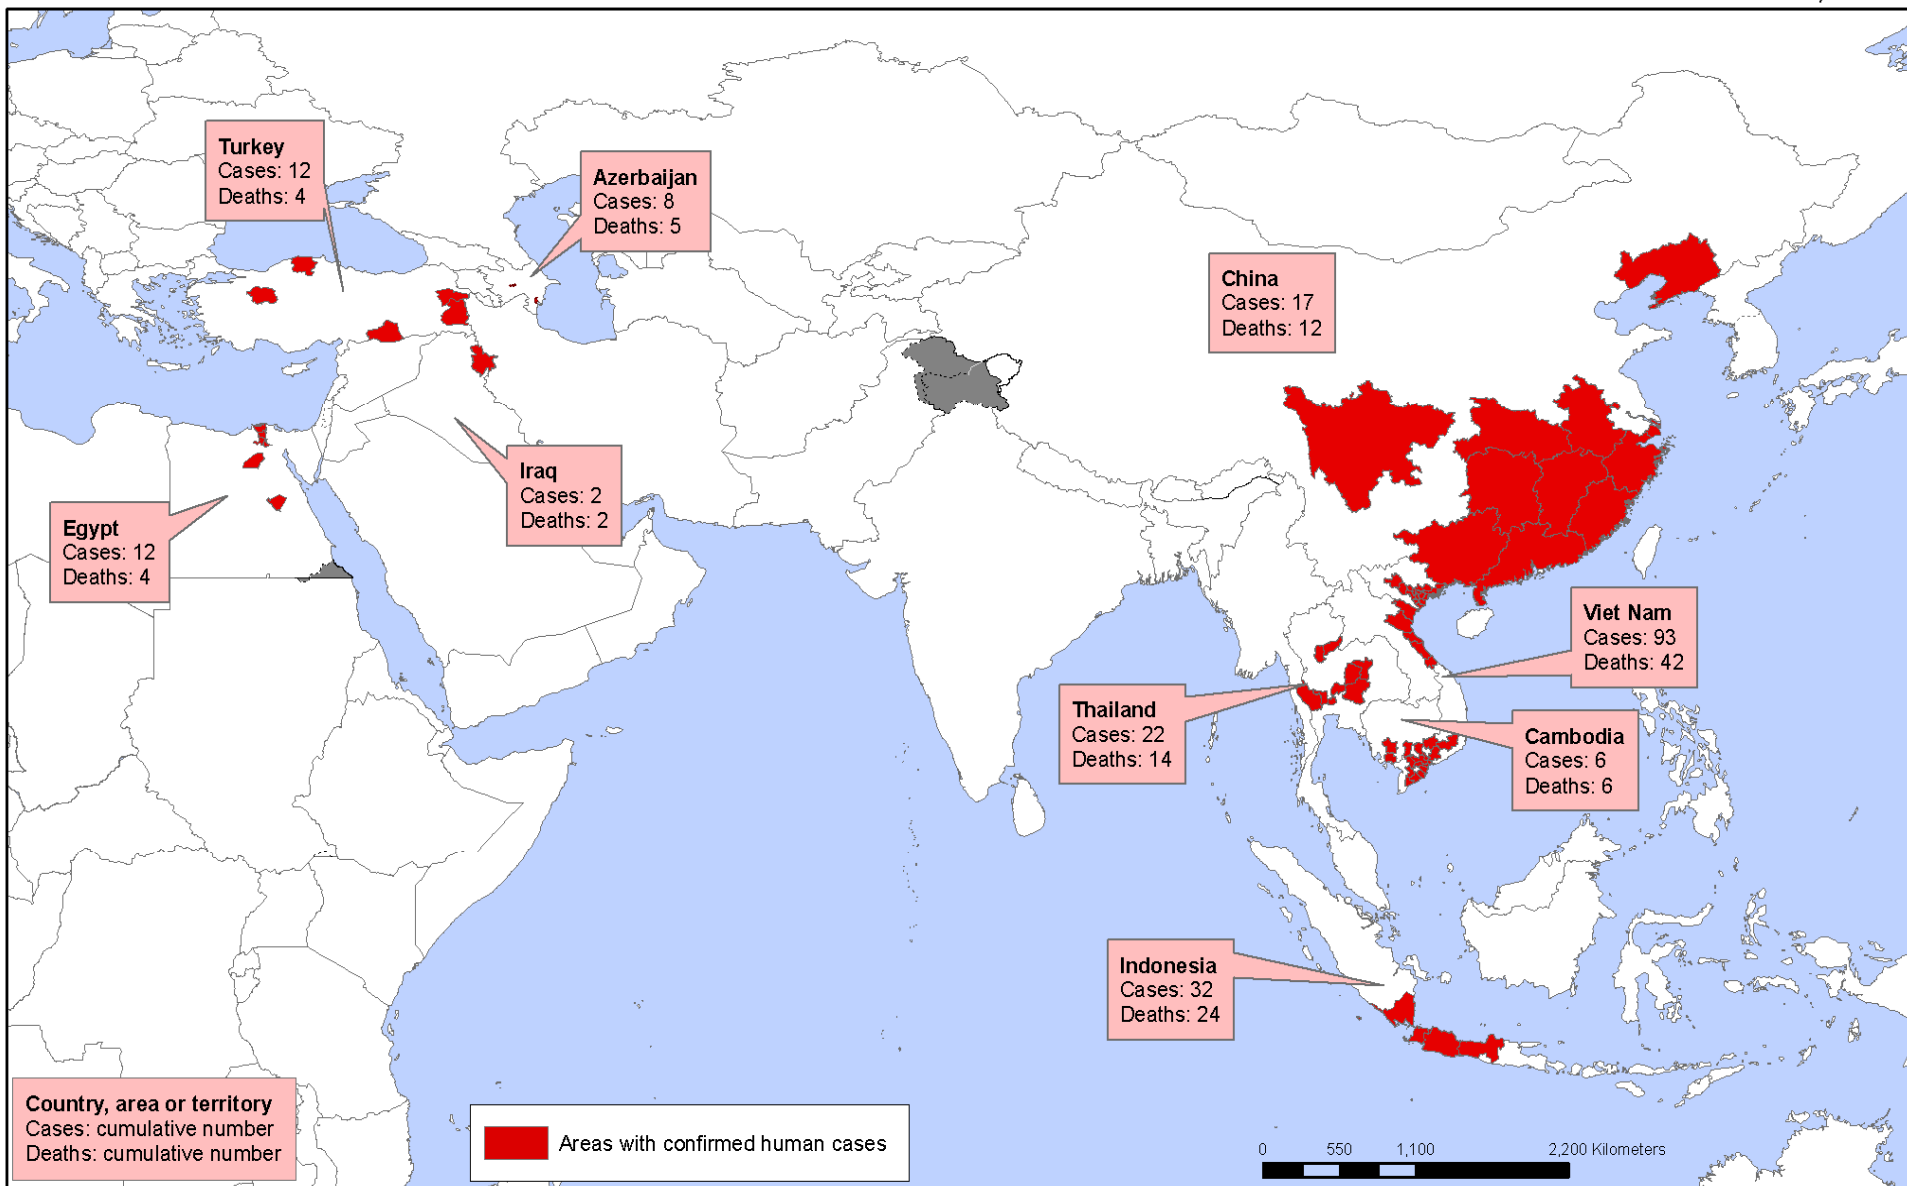 Turkey
Cases: 12
Deaths: 4
Azerbaijan
Cases: 8
Deaths: 5
China
Cases: 17
Deaths: 12
Iraq
Cases: 2
Deaths: 2
Egypt
Cases: 12
Deaths: 4
Viet Nam
Cases: 93
Deaths: 42
Thailand
Cases: 22
Deaths: 14
Cambodia
Cases: 6
Deaths: 6
Indonesia
Cases: 32
Deaths: 24
Country, area or territory
Cases: cumulative number
Deaths: cumulative number
Areas with confirmed human cases
0 550 1,100 2,200 Kilometers